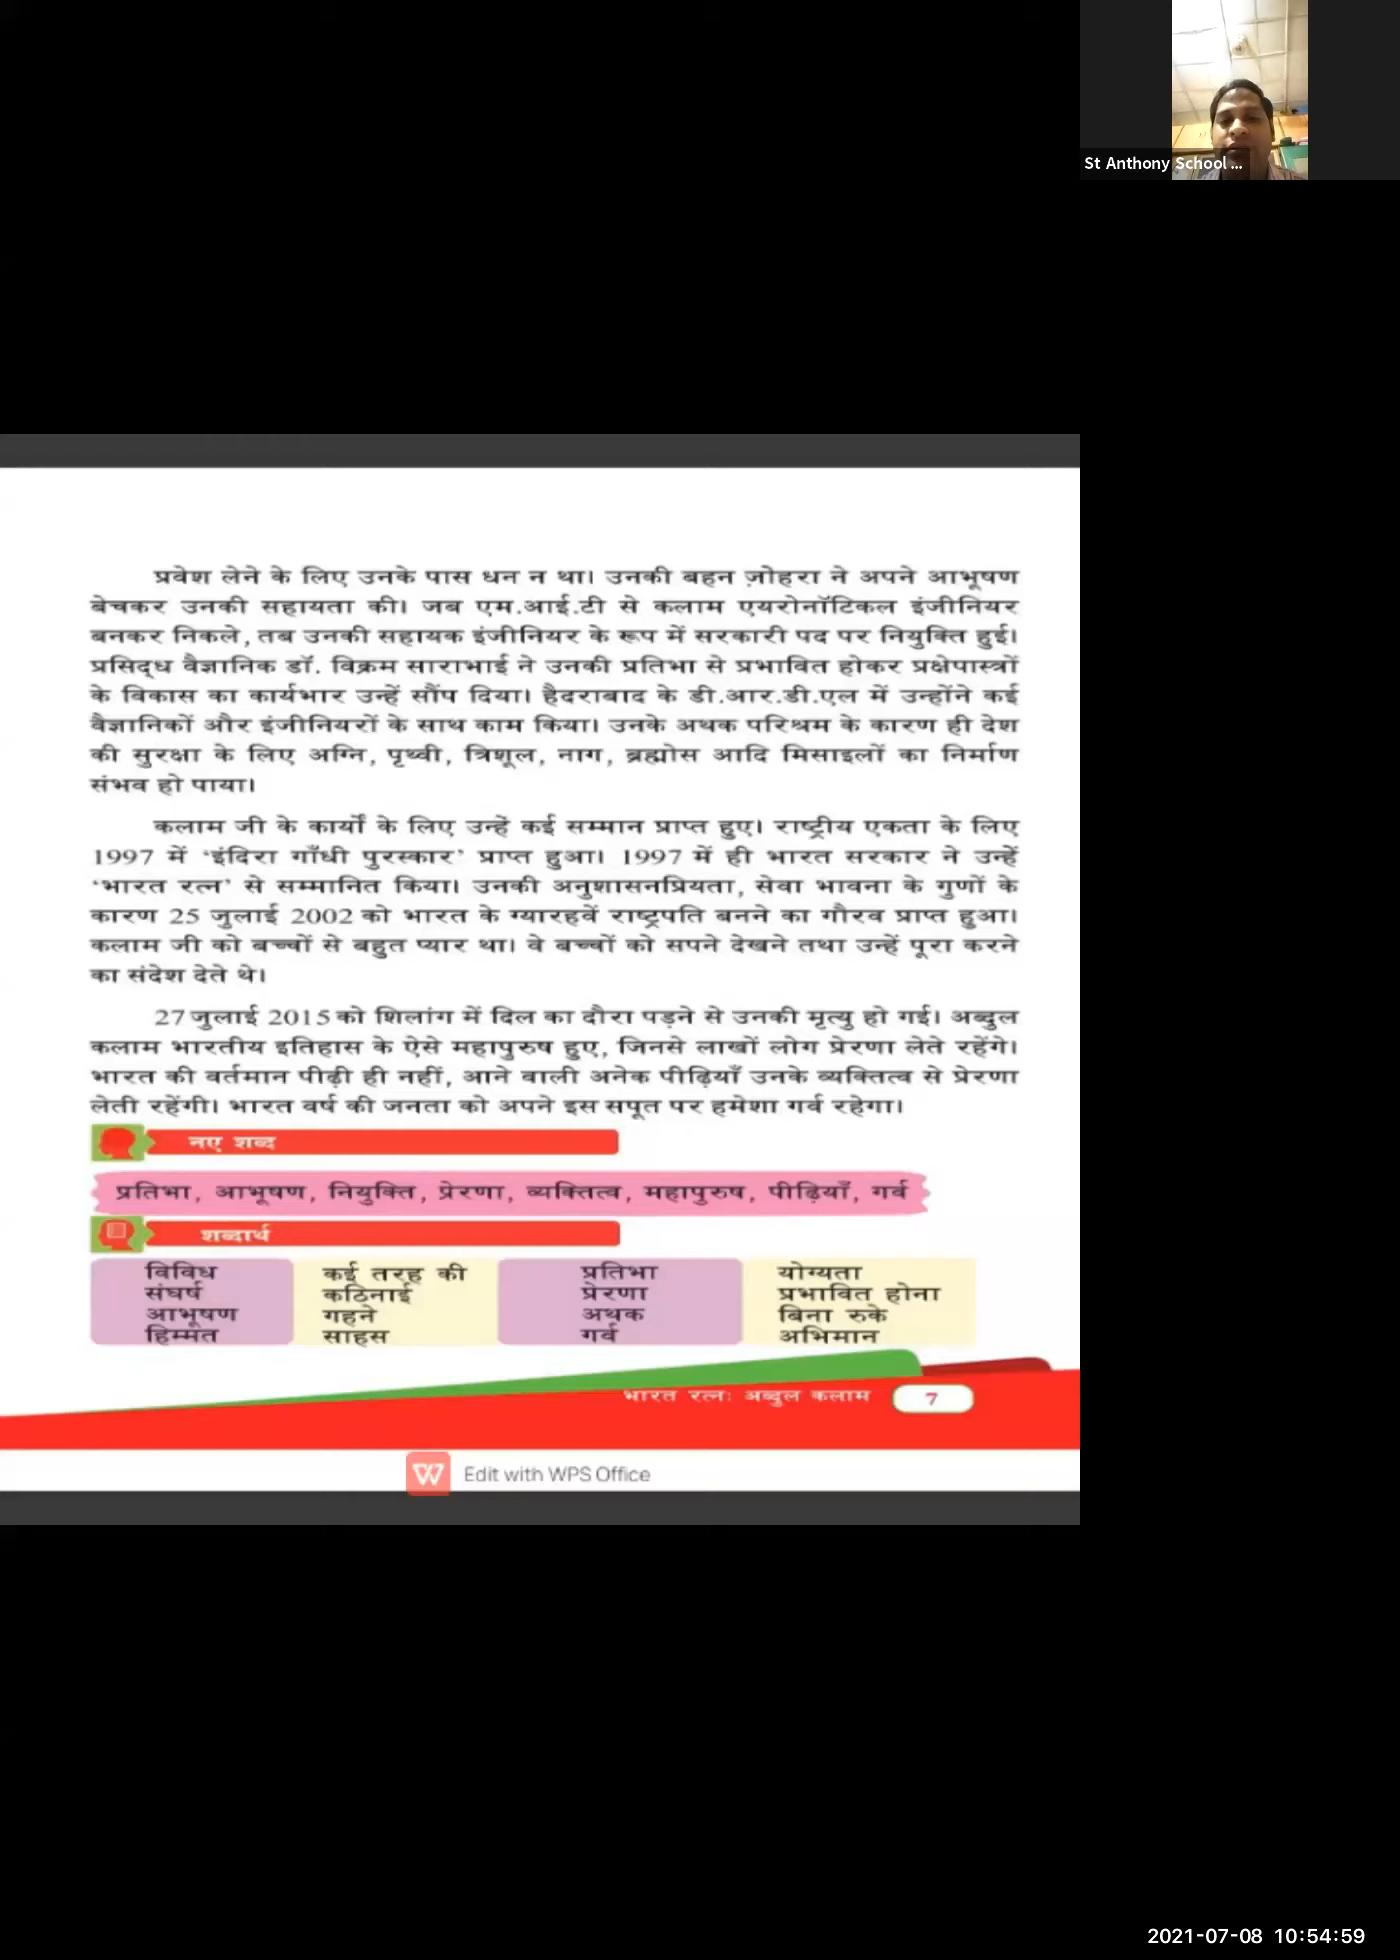 St Anthony School ...
प्रवेश लेने के लिए उनके पास धन न था। उनकी बहन ज़ोहरा ने अपने आभूषण
बेचकर उनकी सहायता की। जब एम.आई.टी से कलाम एयरोनॉटिकल इंजीनियर
बनकर निकले, तब उनकी सहायक इंजीनियर के रूप में सरकारी पद पर नियुक्ति हुई।
प्रसिद्ध वैज्ञानिक डॉ. विक्रम साराभाई ने उनकी प्रतिभा से प्रभावित होकर प्रक्षेपास्त्रों
के विकास का कार्यभार उन्हें सौंप दिया। हैदराबाद के डी.आर.डी.एल में उन्होंने कई
वैज्ञानिकों और इंजीनियरों के साथ काम किया। उनके अथक परिश्रम के कारण ही देश
की सुरक्षा के लिए अग्नि, पृथ्वी, त्रिशूल, नाग, ब्रह्मोस आदि मिसाइलों का निर्माण
संभव हो पाया।
कलाम जी के कार्यों के लिए उन्हें कई सम्मान प्राप्त हुए। राष्ट्रीय एकता के लिए
1997 में ‘इंदिरा गाँधी पुरस्कार’ प्राप्त हुआ। 1997 में ही भारत सरकार ने उन्हें
‘भारत रत्न’ से सम्मानित किया। उनकी अनुशासनप्रियता, सेवा भावना के गुणों के
कारण 25 जुलाई 2002 को भारत के ग्यारहवें राष्ट्रपति बनने का गौरव प्राप्त हुआ।
कलाम जी को बच्चों से बहुत प्यार था। वे बच्चों को सपने देखने तथा उन्हें पूरा करने
का संदेश देते थे।
27 जुलाई 2015 को शिलांग में दिल का दौरा पड़ने से उनकी मृत्यु हो गई। अब्दुल
कलाम भारतीय इतिहास के ऐसे महापुरुष हुए, जिनसे लाखों लोग प्रेरणा लेते रहेंगे।
भारत की वर्तमान पीढ़ी ही नहीं, आने वाली अनेक पीढ़ियाँ उनके व्यक्तित्व से प्रेरणा
लेती रहेंगी। भारत वर्ष की जनता को अपने इस सपूत पर हमेशा गर्व रहेगा।
नए शब्द
प्रतिभा, आभूषण, नियुक्ति, प्रेरणा, व्यक्तित्व, महापुरुष, पीढ़ियाँ, गर्व
शब्दार्थ
विविध कई तरह की प्रतिभा योग्यता
संघर्ष कठिनाई प्रेरणा प्रभावित होना
आभूषण गहने अथक बिना रुके
हिम्मत साहस गर्व अभिमान
भारत रत्नः अब्दुल कलाम 7
W Edit with WPS Office
2021-07-08 10:54:59